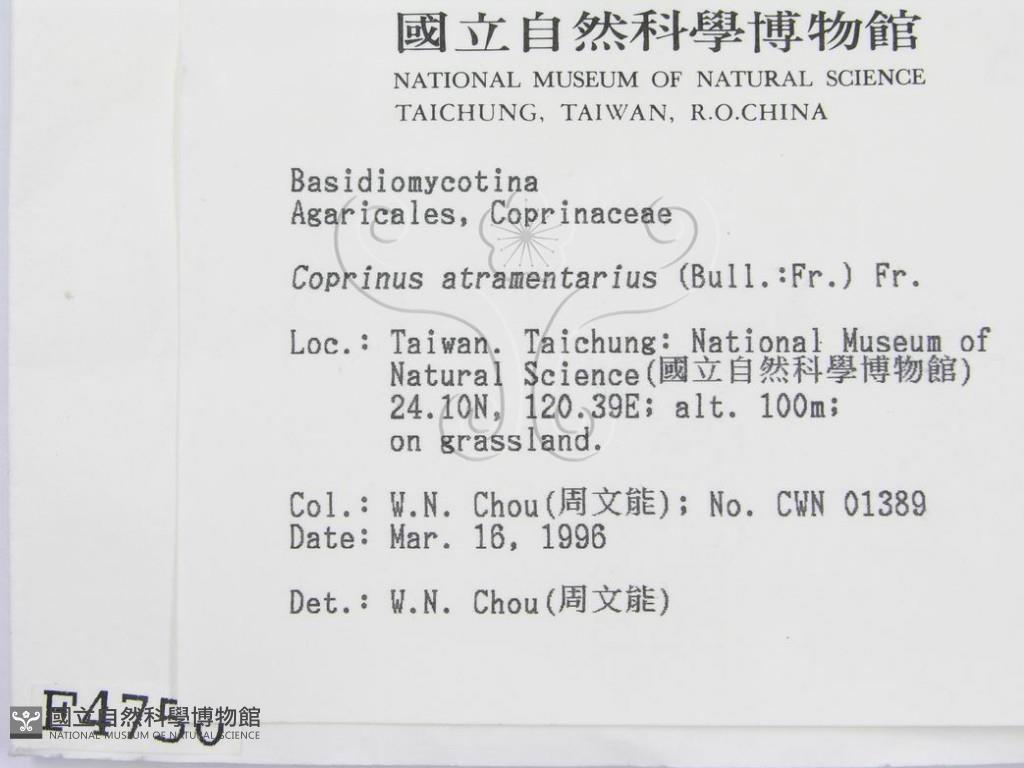 國立自然科學博物館
NATIONAL MUSEUM OF NATURAL SCIENCE
TAICHUNG, TAIWAN, R.O.CHINA
Basidiomycotina
Agaricales, Coprinaceae
Coprinus atramentarius (Bull.:Fr.) Fr.
Loc.: Taiwan. Taichung: National Museum of
Natural Science(國立自然科學博物館)
24.10N, 120.39E; alt. 100m;
on grassland.
Col.: W.N. Chou(周文能); No. CWN 01389
Date: Mar. 16, 1996
Det.: W.N. Chou(周文能)
F4750
國立自然科學博物館
NATIONAL MUSEUM OF NATURAL SCIENCE